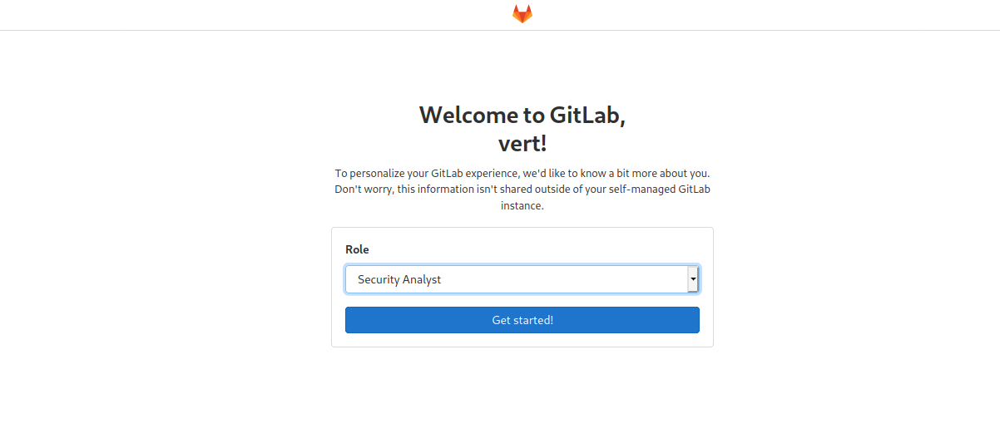 Welcome to GitLab,
vert!
To personalize your GitLab experience, we'd like to know a bit more about you.
Don't worry, this information isn't shared outside of your self-managed GitLab
instance.
Role
Security Analyst
Get started!